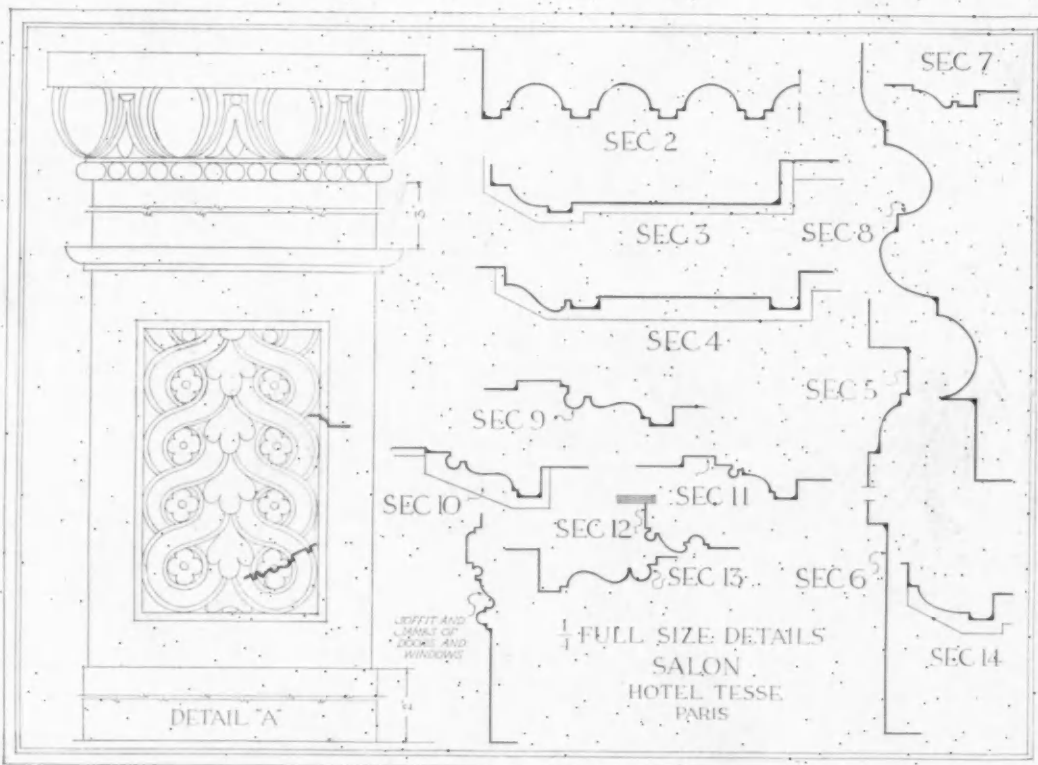 SEC 7
SEC 2
SEC 3
SEC 8
SEC 4
SEC 5
SEC 9
SEC 10
SEC 11
SEC 12
SEC 13
SEC 6
SEC 14
SOFFIT AND
JAMBS OF
DOORS AND
WINDOWS
1/4 FULL SIZE DETAILS
SALON
HOTEL TESSE
PARIS
DETAIL "A"